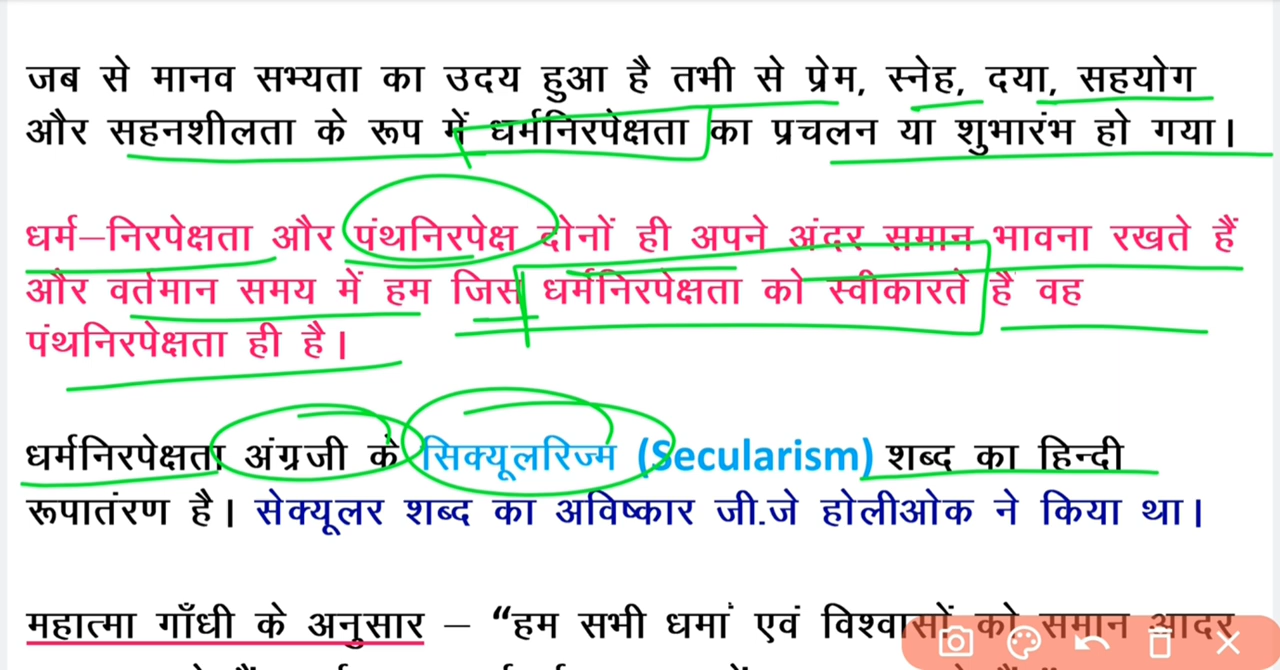 जब से मानव सभ्यता का उदय हुआ है तभी से प्रेम, स्नेह, दया, सहयोग
और सहनशीलता के रूप में धर्मनिरपेक्षता का प्रचलन या शुभारंभ हो गया।
धर्म–निरपेक्षता और पंथनिरपेक्ष दोनों ही अपने अंदर समान भावना रखते हैं
और वर्तमान समय में हम जिस धर्मनिरपेक्षता को स्वीकारते है वह
पंथनिरपेक्षता ही है।
धर्मनिरपेक्षता अंग्रजी के सिक्यूलरिज्म (Secularism) शब्द का हिन्दी
रूपातंरण है। सेक्यूलर शब्द का अविष्कार जी.जे होलीओक ने किया था।
महात्मा गाँधी के अनुसार – “हम सभी धमां एवं विश्वासों को समान आदर